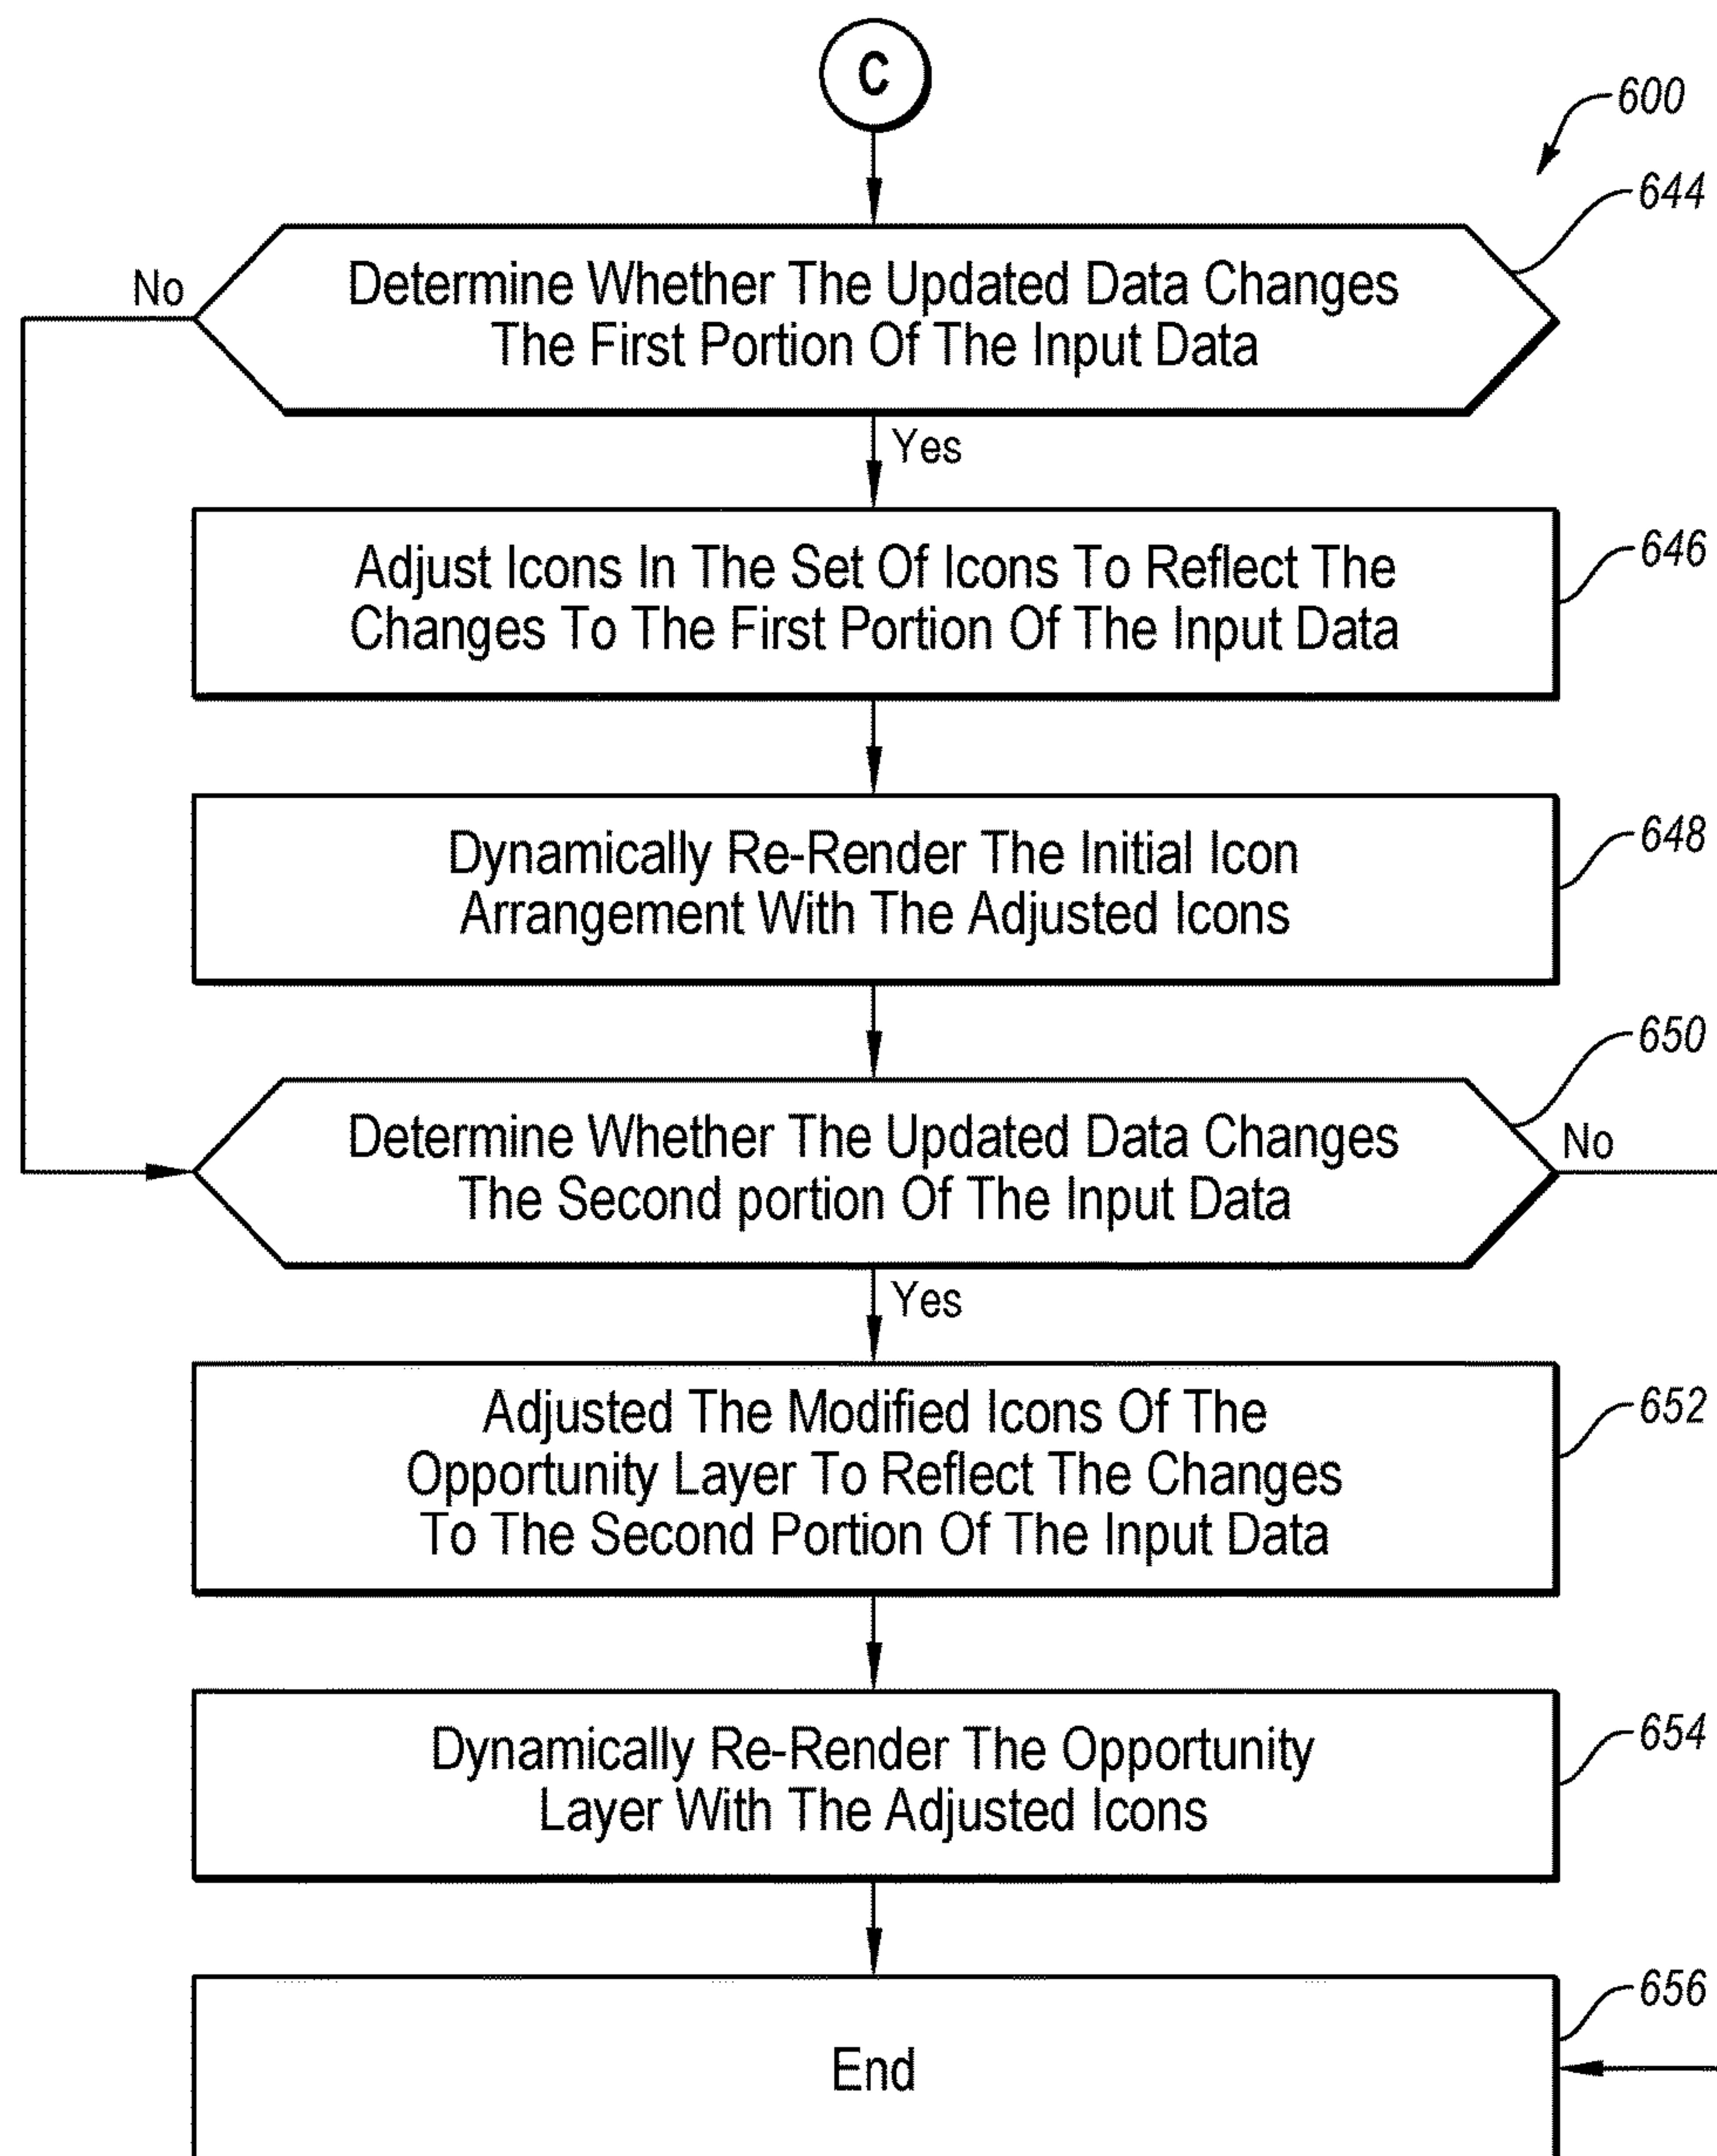 C
600
644
No
Determine Whether The Updated Data Changes
The First Portion Of The Input Data
Yes
646
Adjust Icons In The Set Of Icons To Reflect The
Changes To The First Portion Of The Input Data
648
Dynamically Re-Render The Initial Icon
Arrangement With The Adjusted Icons
650
Determine Whether The Updated Data Changes
The Second portion Of The Input Data
No
Yes
652
Adjusted The Modified Icons Of The
Opportunity Layer To Reflect The Changes
To The Second Portion Of The Input Data
654
Dynamically Re-Render The Opportunity
Layer With The Adjusted Icons
656
End